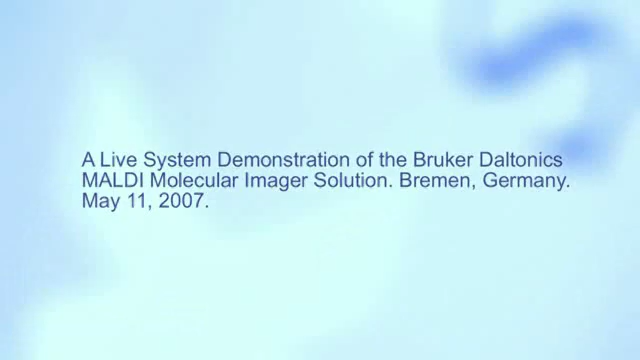 A Live System Demonstration of the Bruker Daltonics
MALDI Molecular Imager Solution. Bremen, Germany.
May 11, 2007.